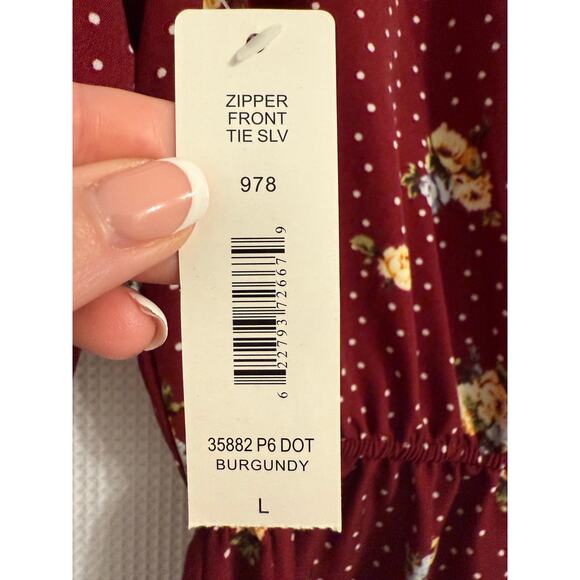 ZIPPER
FRONT
TIE SLV
978
6 22793 72667 9
35882 P6 DOT
BURGUNDY
L